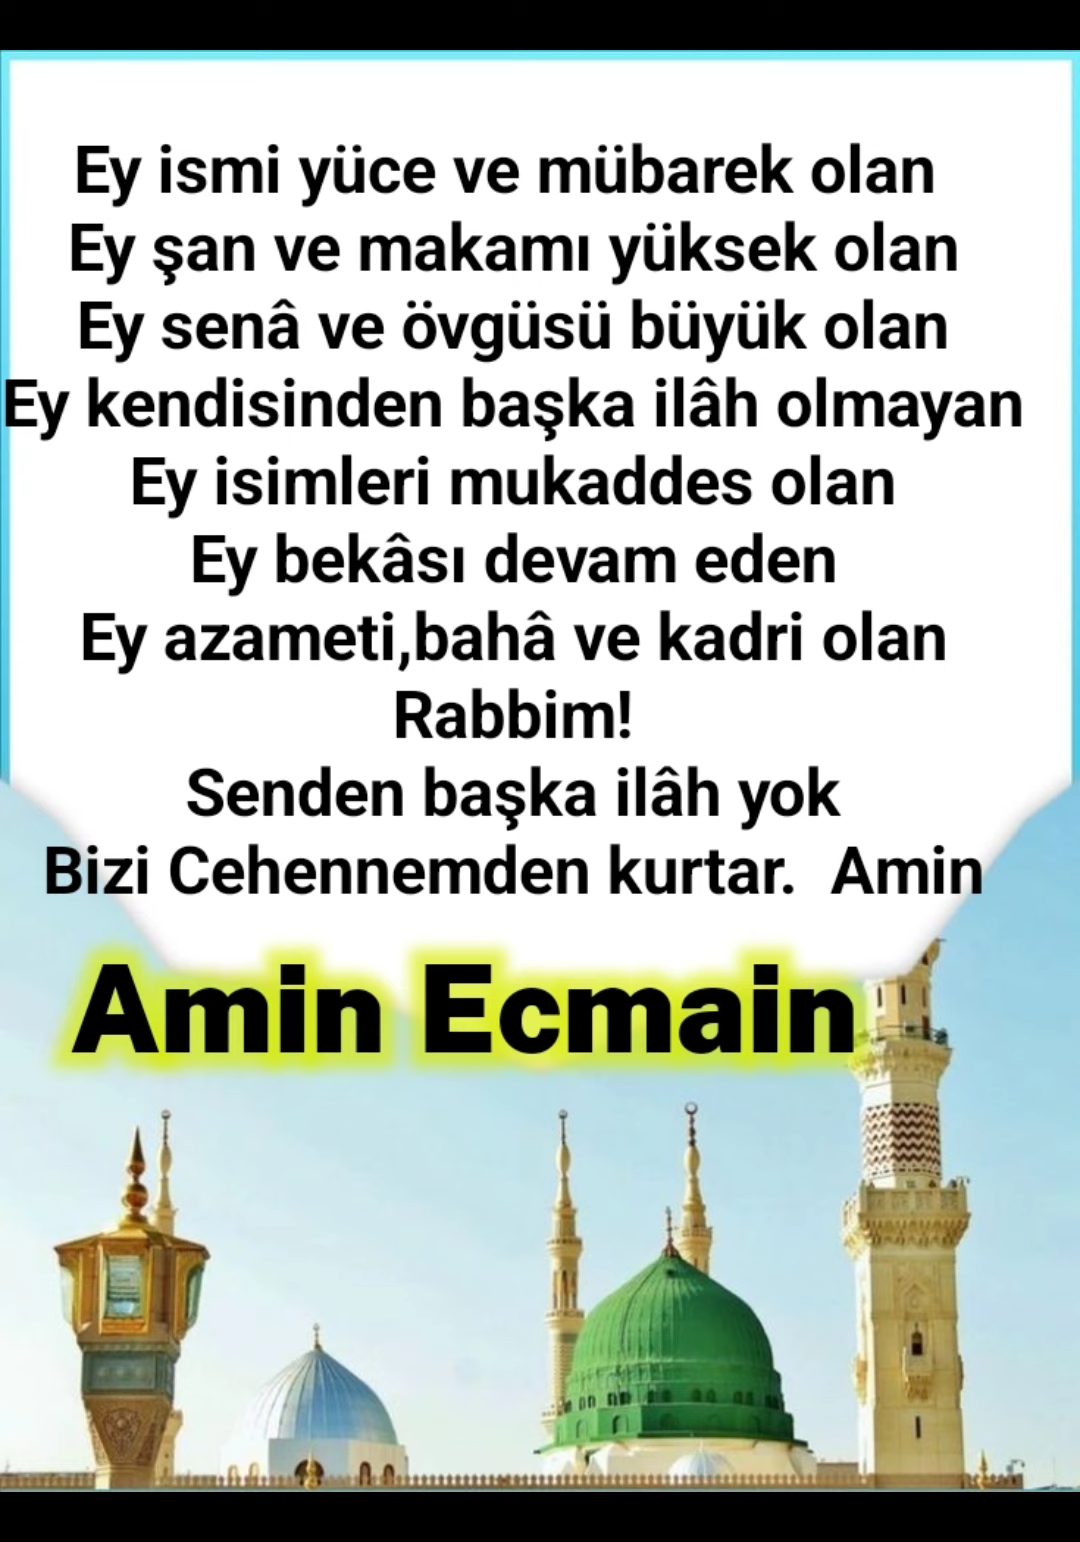 Ey ismi yüce ve mübarek olan
Ey şan ve makamı yüksek olan
Ey senâ ve övgüsü büyük olan
Ey kendisinden başka ilâh olmayan
Ey isimleri mukaddes olan
Ey bekâsı devam eden
Ey azameti,bahâ ve kadri olan
Rabbim!
Senden başka ilâh yok
Bizi Cehennemden kurtar.  Amin
Amin Ecmain